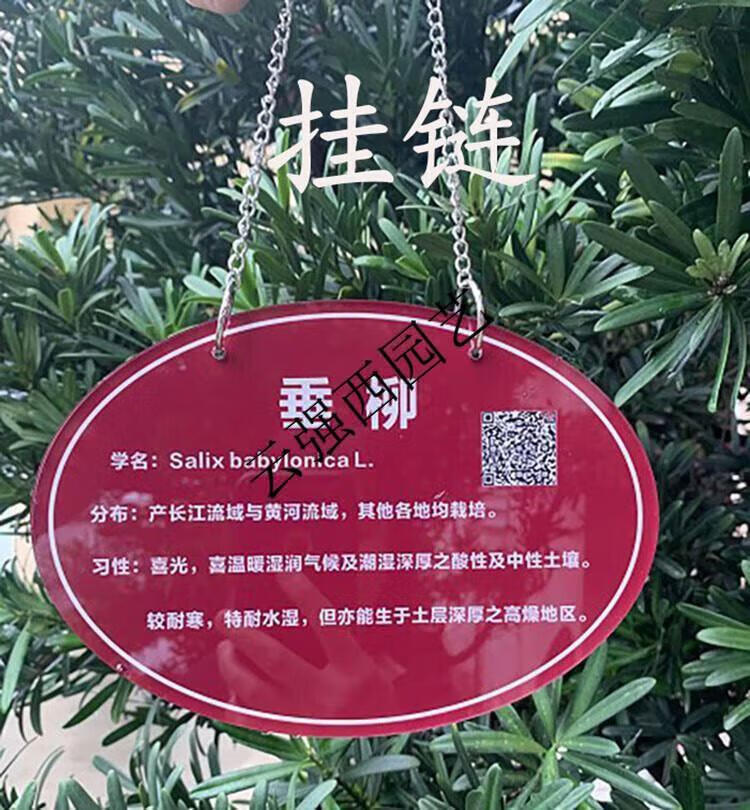 挂链
垂柳
云强西园艺
学名：Salix babylonica L.
分布：产长江流域与黄河流域，其他各地均栽培。
习性：喜光，喜温暖湿润气候及潮湿深厚之酸性及中性土壤。
较耐寒，特耐水湿，但亦能生于土层深厚之高燥地区。